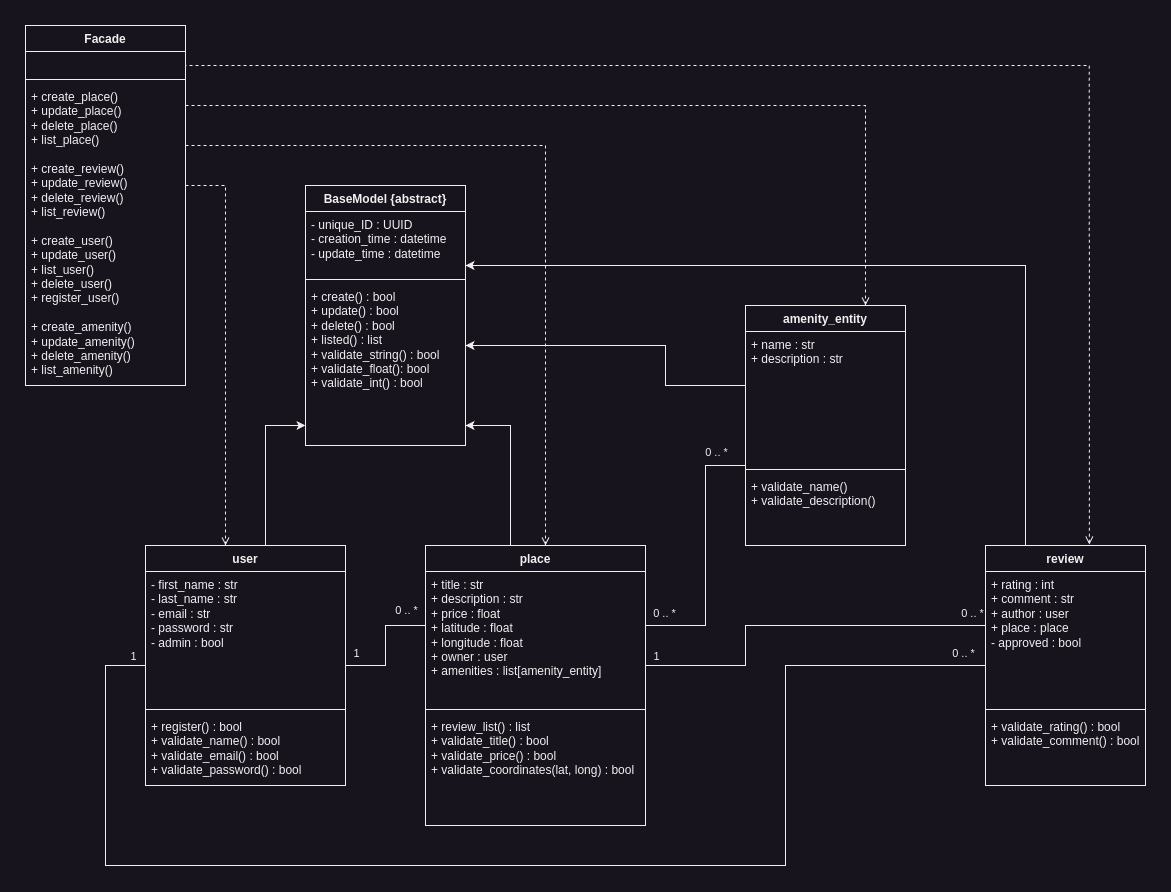 Facade
+ create_place()
+ update_place()
+ delete_place()
+ list_place()
+ create_review()
+ update_review()
+ delete_review()
+ list_review()
+ create_user()
+ update_user()
+ list_user()
+ delete_user()
+ register_user()
+ create_amenity()
+ update_amenity()
+ delete_amenity()
+ list_amenity()
BaseModel {abstract}
- unique_ID : UUID
- creation_time : datetime
- update_time : datetime
+ create() : bool
+ update() : bool
+ delete() : bool
+ listed() : list
+ validate_string() : bool
+ validate_float(): bool
+ validate_int() : bool
amenity_entity
+ name : str
+ description : str
+ validate_name()
+ validate_description()
0 .. *
user
- first_name : str
- last_name : str
- email : str
- password : str
- admin : bool
+ register() : bool
+ validate_name() : bool
+ validate_email() : bool
+ validate_password() : bool
1
1
0 .. *
place
+ title : str
+ description : str
+ price : float
+ latitude : float
+ longitude : float
+ owner : user
+ amenities : list[amenity_entity]
+ review_list() : list
+ validate_title() : bool
+ validate_price() : bool
+ validate_coordinates(lat, long) : bool
0 .. *
1
0 .. *
0 .. *
review
+ rating : int
+ comment : str
+ author : user
+ place : place
- approved : bool
+ validate_rating() : bool
+ validate_comment() : bool